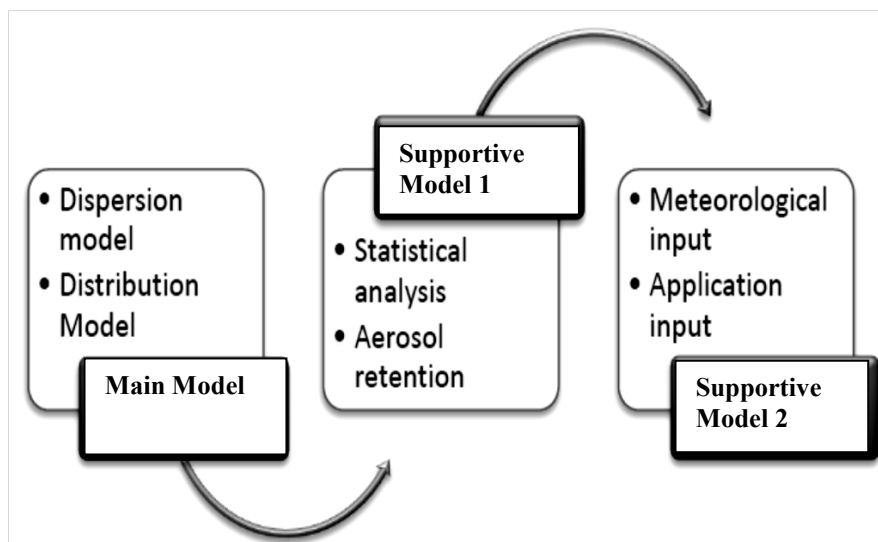 • Dispersion
model
• Distribution
Model
Main Model
Supportive
Model 1
• Statistical
analysis
• Aerosol
retention
• Meteorological
input
• Application
input
Supportive
Model 2